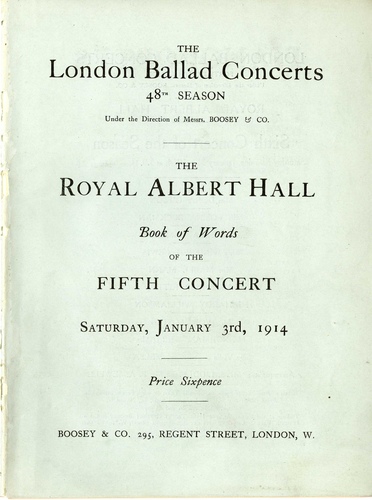 THE
London Ballad Concerts
48TH SEASON
Under the Direction of Messrs. BOOSEY & CO.
THE
ROYAL ALBERT HALL
Book of Words
OF THE
FIFTH CONCERT
SATURDAY, JANUARY 3rd, 1914
Price Sixpence
BOOSEY & CO. 295, REGENT STREET, LONDON, W.